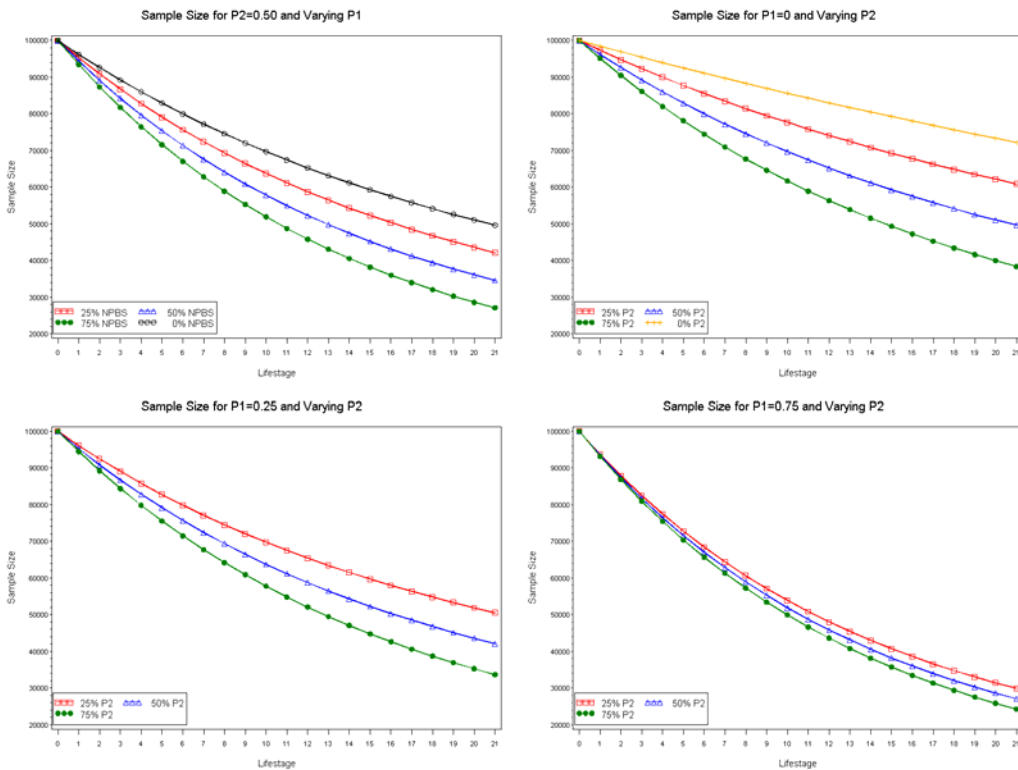 Sample Size for P2=0.50 and Varying P1
Sample Size
100000
90000
80000
70000
60000
50000
40000
30000
20000
25% NPBS 50% NPBS
75% NPBS 0% NPBS
0 1 2 3 4 5 6 7 8 9 10 11 12 13 14 15 16 17 18 19 20 21
Lifestage
Sample Size for P1=0 and Varying P2
Sample Size
100000
90000
80000
70000
60000
50000
40000
30000
20000
25% P2 50% P2
75% P2 0% P2
0 1 2 3 4 5 6 7 8 9 10 11 12 13 14 15 16 17 18 19 20 21
Lifestage
Sample Size for P1=0.25 and Varying P2
Sample Size
100000
90000
80000
70000
60000
50000
40000
30000
20000
25% P2 50% P2
75% P2
0 1 2 3 4 5 6 7 8 9 10 11 12 13 14 15 16 17 18 19 20 21
Lifestage
Sample Size for P1=0.75 and Varying P2
Sample Size
100000
90000
80000
70000
60000
50000
40000
30000
20000
25% P2 50% P2
75% P2
0 1 2 3 4 5 6 7 8 9 10 11 12 13 14 15 16 17 18 19 20 21
Lifestage